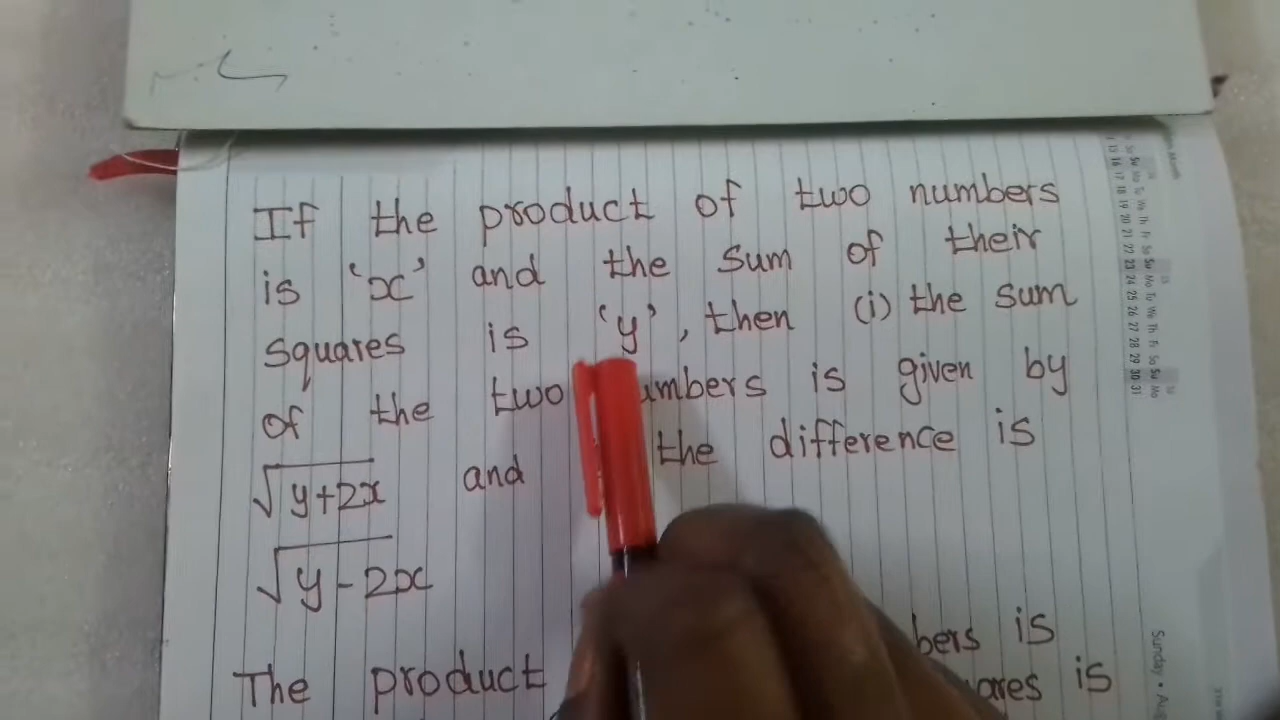 If the product of two numbers
is 'x' and the sum of their
squares is 'y', then (i) the sum
of the two umbers is given by
√y+2x and the difference is
√y-2x
The product bers is
ares is
Sunday